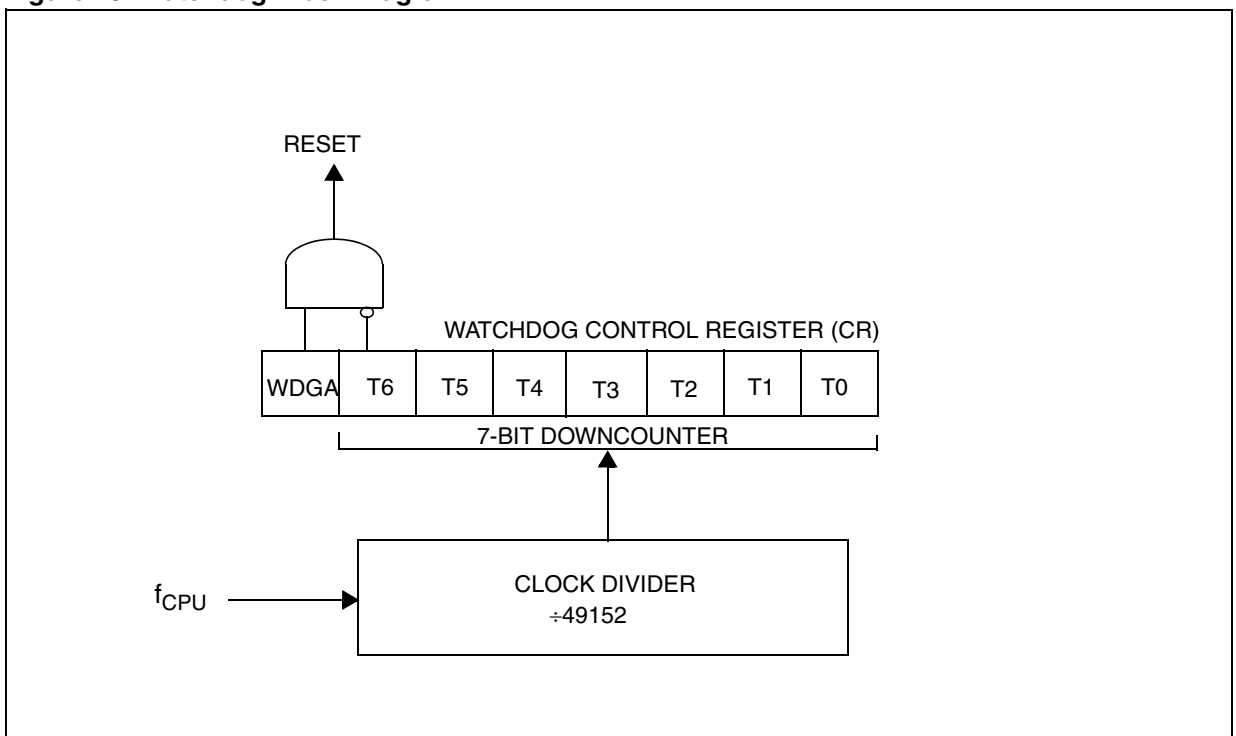 RESET
WATCHDOG CONTROL REGISTER (CR)
WDGA T6 T5 T4 T3 T2 T1 T0
7-BIT DOWNCOUNTER
fCPU
CLOCK DIVIDER
÷49152